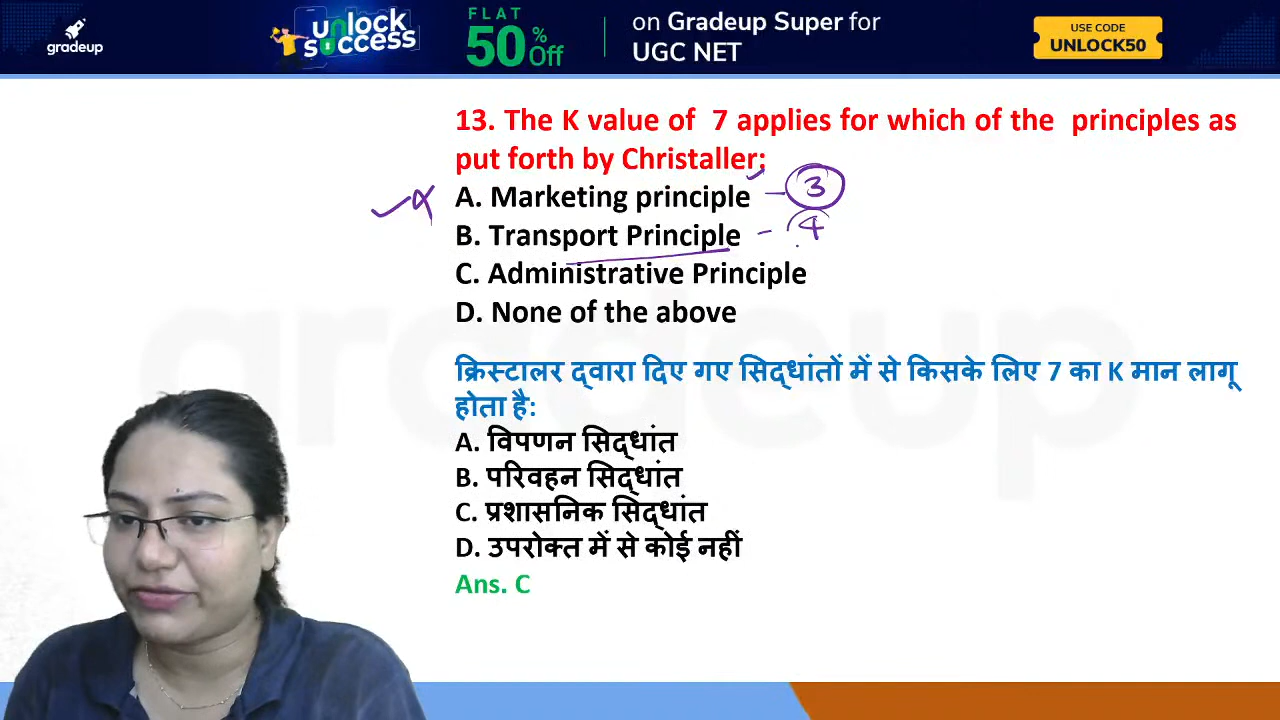 gradeup
unlock
success
FLAT
50% Off
on Gradeup Super for
UGC NET
USE CODE
UNLOCK50
13. The K value of 7 applies for which of the principles as
put forth by Christaller;
A. Marketing principle - 3
B. Transport Principle - 4
C. Administrative Principle
D. None of the above
क्रिस्टालर द्वारा दिए गए सिद्धांतों में से किसके लिए 7 का K मान लागू
होता है:
A. विपणन सिद्धांत
B. परिवहन सिद्धांत
C. प्रशासनिक सिद्धांत
D. उपरोक्त में से कोई नहीं
Ans. C
gradeup